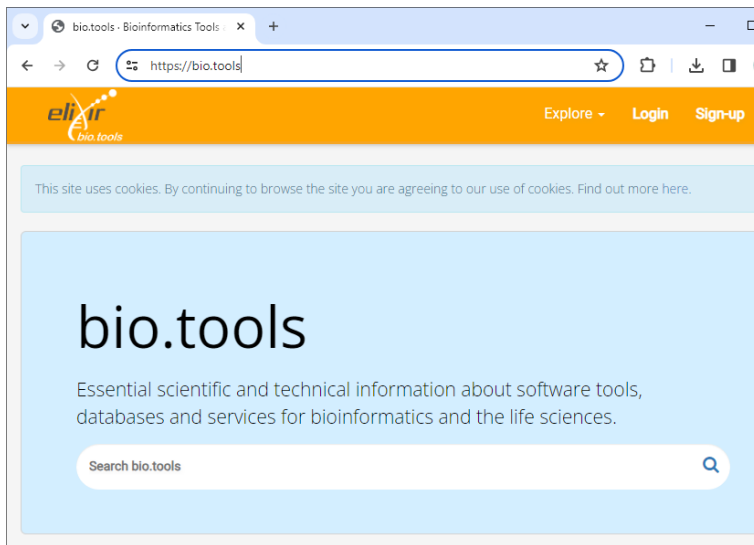 bio.tools · Bioinformatics Tools
https://bio.tools
elixir
bio.tools
Explore
Login
Sign-up
This site uses cookies. By continuing to browse the site you are agreeing to our use of cookies. Find out more here.
bio.tools
Essential scientific and technical information about software tools,
databases and services for bioinformatics and the life sciences.
Search bio.tools